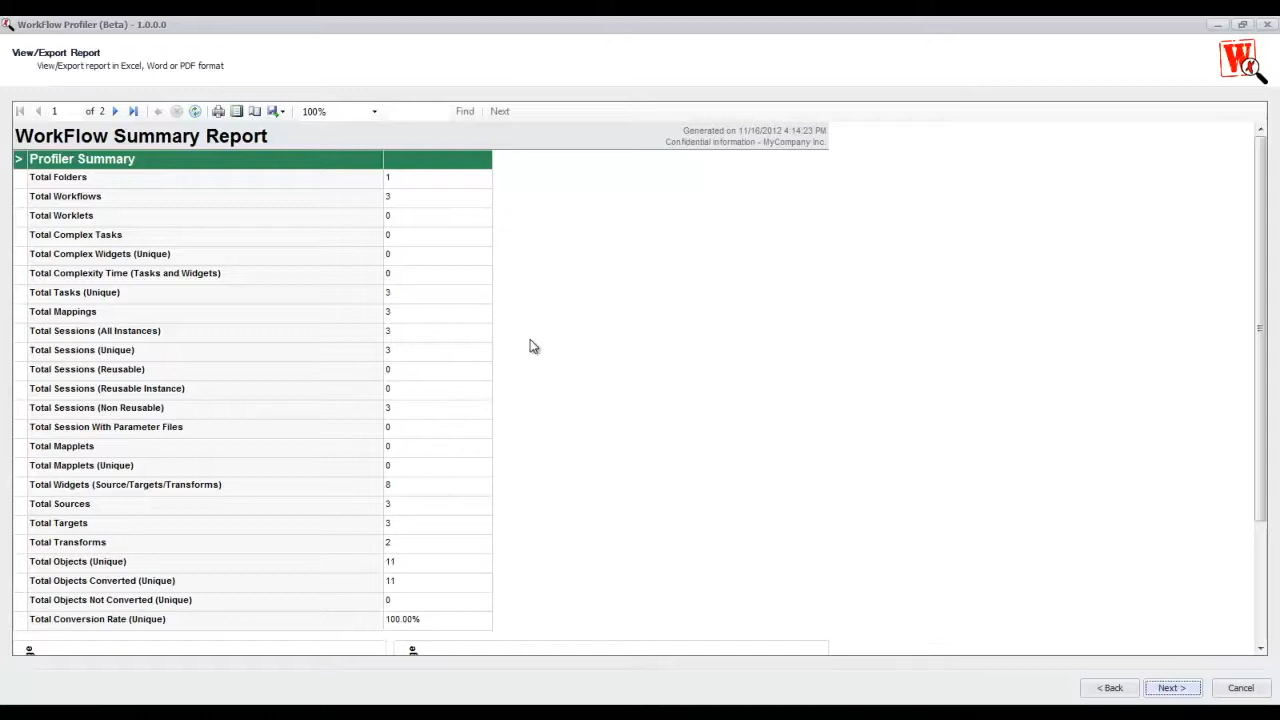 WorkFlow Profiler (Beta) - 1.0.0.0
View/Export Report
View/Export report in Excel, Word or PDF format
W
1 of 2 100% Find Next
WorkFlow Summary Report
Generated on 11/16/2012 4:14:23 PM
Confidential information - MyCompany Inc.
> Profiler Summary
Total Folders 1
Total Workflows 3
Total Worklets 0
Total Complex Tasks 0
Total Complex Widgets (Unique) 0
Total Complexity Time (Tasks and Widgets) 0
Total Tasks (Unique) 3
Total Mappings 3
Total Sessions (All Instances) 3
Total Sessions (Unique) 3
Total Sessions (Reusable) 0
Total Sessions (Reusable Instance) 0
Total Sessions (Non Reusable) 3
Total Session With Parameter Files 0
Total Mapplets 0
Total Mapplets (Unique) 0
Total Widgets (Source/Targets/Transforms) 8
Total Sources 3
Total Targets 3
Total Transforms 2
Total Objects (Unique) 11
Total Objects Converted (Unique) 11
Total Objects Not Converted (Unique) 0
Total Conversion Rate (Unique) 100.00%
< Back Next > Cancel